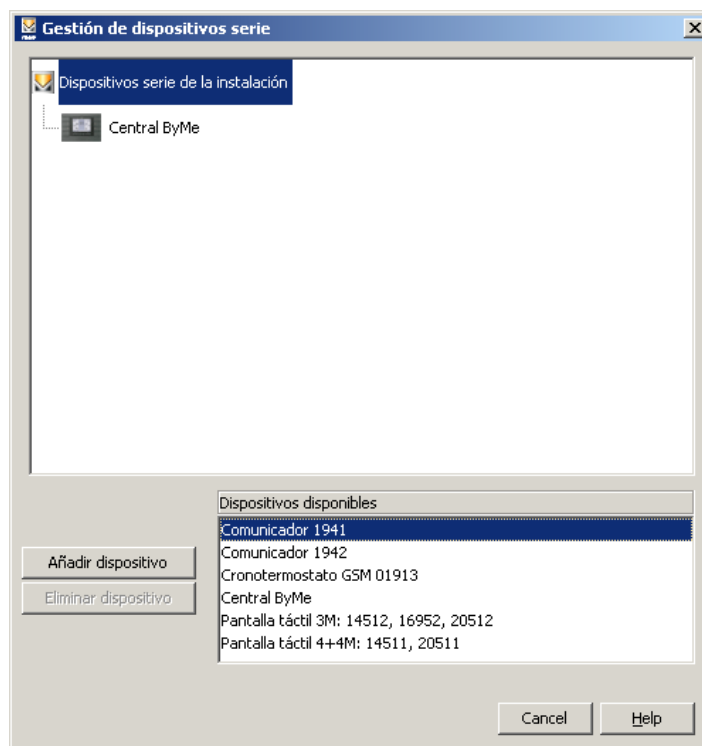 Gestión de dispositivos serie
Dispositivos serie de la instalación
Central ByMe
Dispositivos disponibles
Comunicador 1941
Comunicador 1942
Cronotermostato GSM 01913
Central ByMe
Pantalla táctil 3M: 14512, 16952, 20512
Pantalla táctil 4+4M: 14511, 20511
Añadir dispositivo
Eliminar dispositivo
Cancel
Help